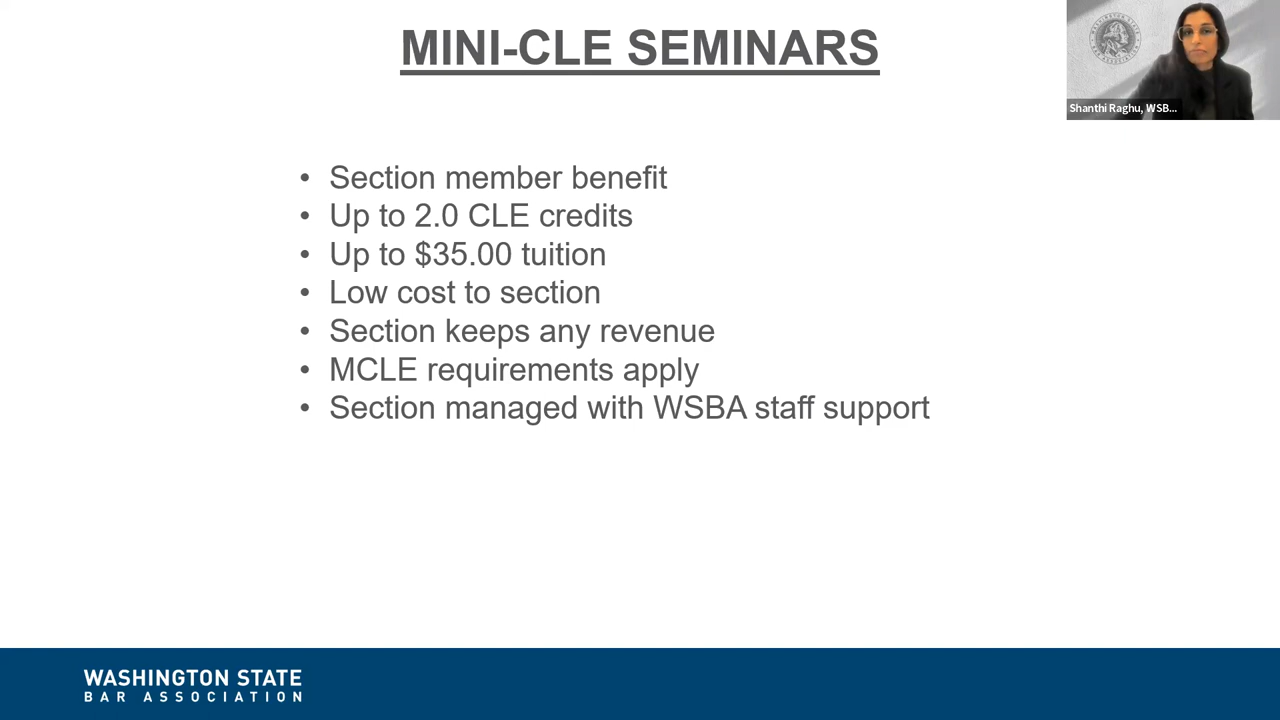 MINI-CLE SEMINARS
Shanthi Raghu, WSB...
• Section member benefit
• Up to 2.0 CLE credits
• Up to $35.00 tuition
• Low cost to section
• Section keeps any revenue
• MCLE requirements apply
• Section managed with WSBA staff support
WASHINGTON STATE
BAR ASSOCIATION